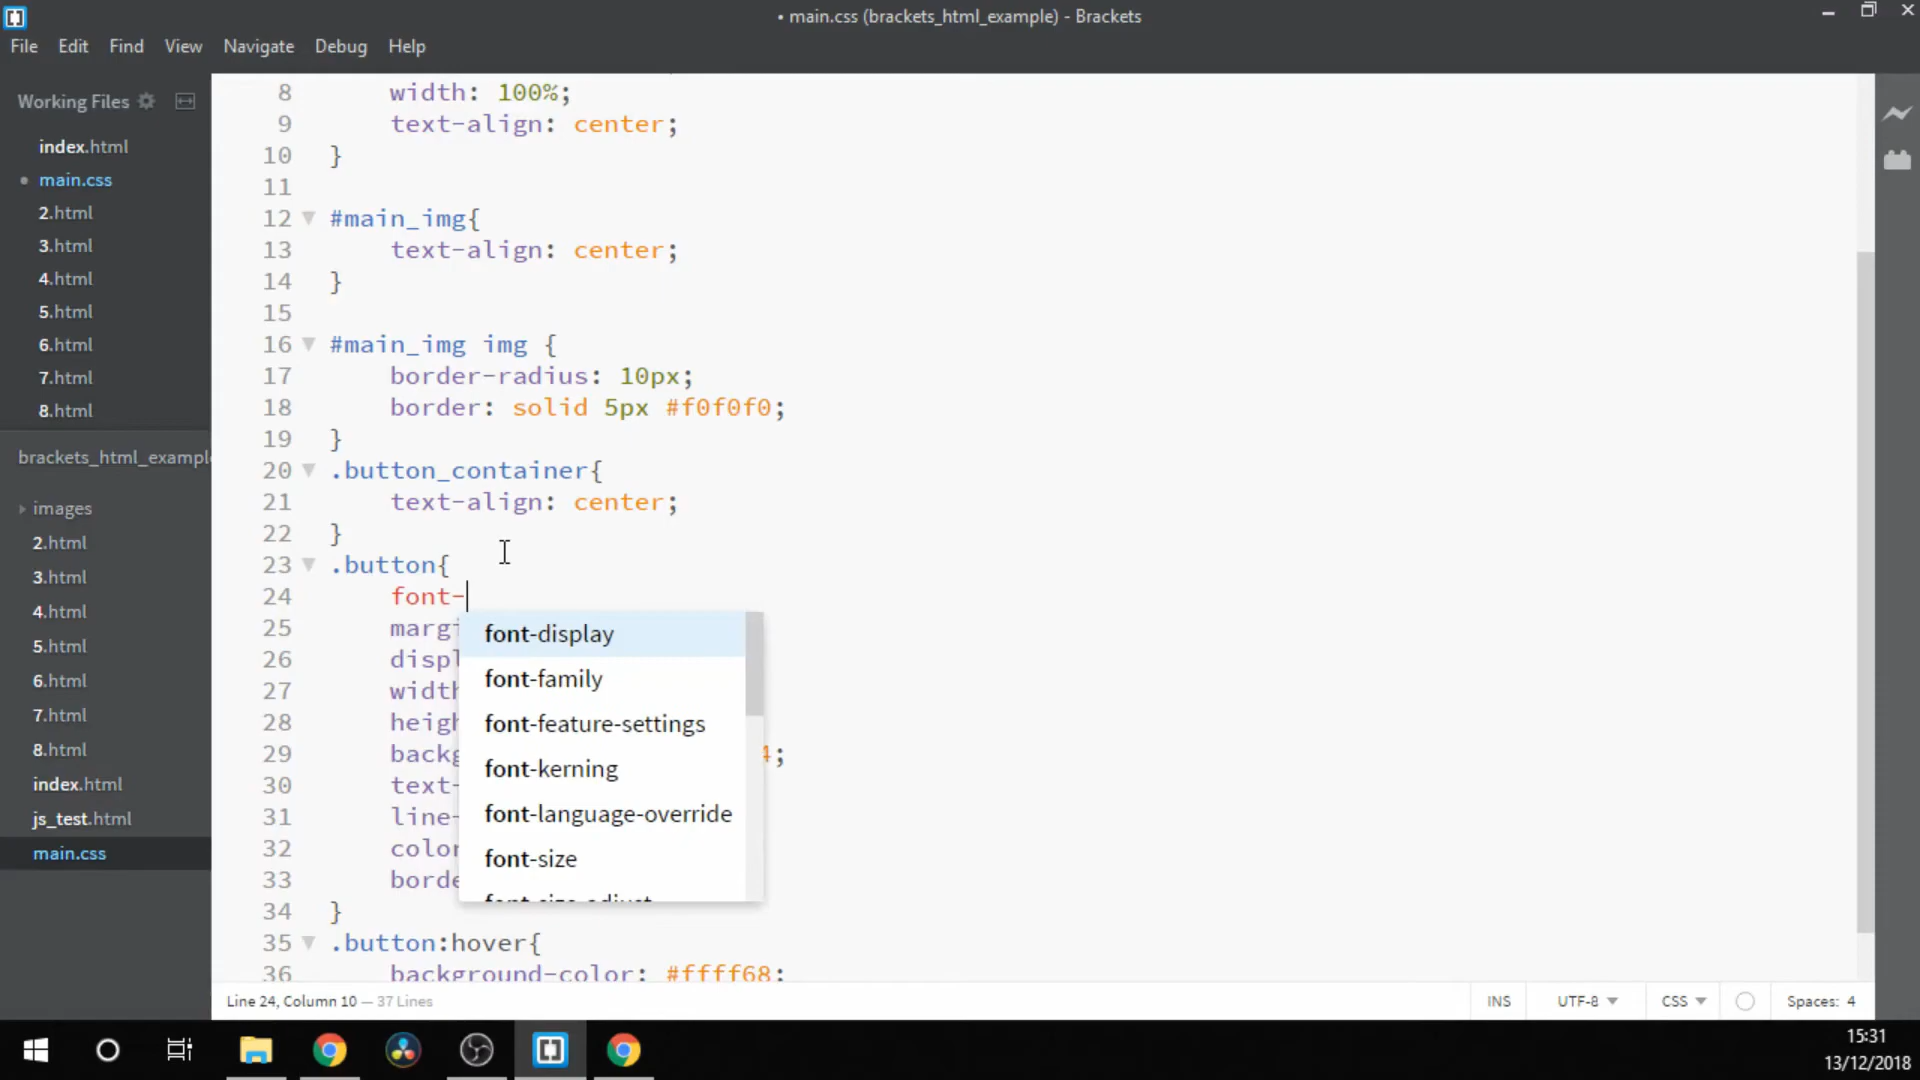 • main.css (brackets_html_example) - Brackets
File Edit Find View Navigate Debug Help
Working Files
index.html
main.css
2.html
3.html
4.html
5.html
6.html
7.html
8.html
brackets_html_exampl
images
2.html
3.html
4.html
5.html
6.html
7.html
8.html
index.html
js_test.html
main.css
8 width: 100%;
9 text-align: center;
10 }
11
12 #main_img{
13 text-align: center;
14 }
15
16 #main_img img {
17 border-radius: 10px;
18 border: solid 5px #f0f0f0;
19 }
20 .button_container{
21 text-align: center;
22 }
23 .button{
24 font-
25 margi
26 displ
27 width
28 heigh
29 backg 4;
30 text-
31 line-
32 color
33 borde
34 }
35 .button:hover{
36 background-color: #ffff68;
font-display
font-family
font-feature-settings
font-kerning
font-language-override
font-size
font-size-adjust
Line 24, Column 10 — 37 Lines
INS UTF-8 CSS Spaces: 4
15:31
13/12/2018